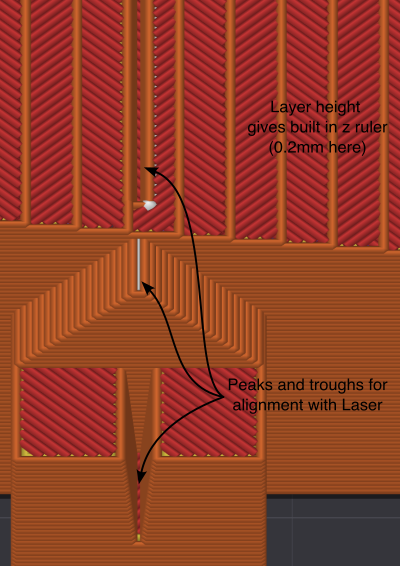 Layer height
gives built in z ruler
(0.2mm here)
Peaks and troughs for
alignment with Laser